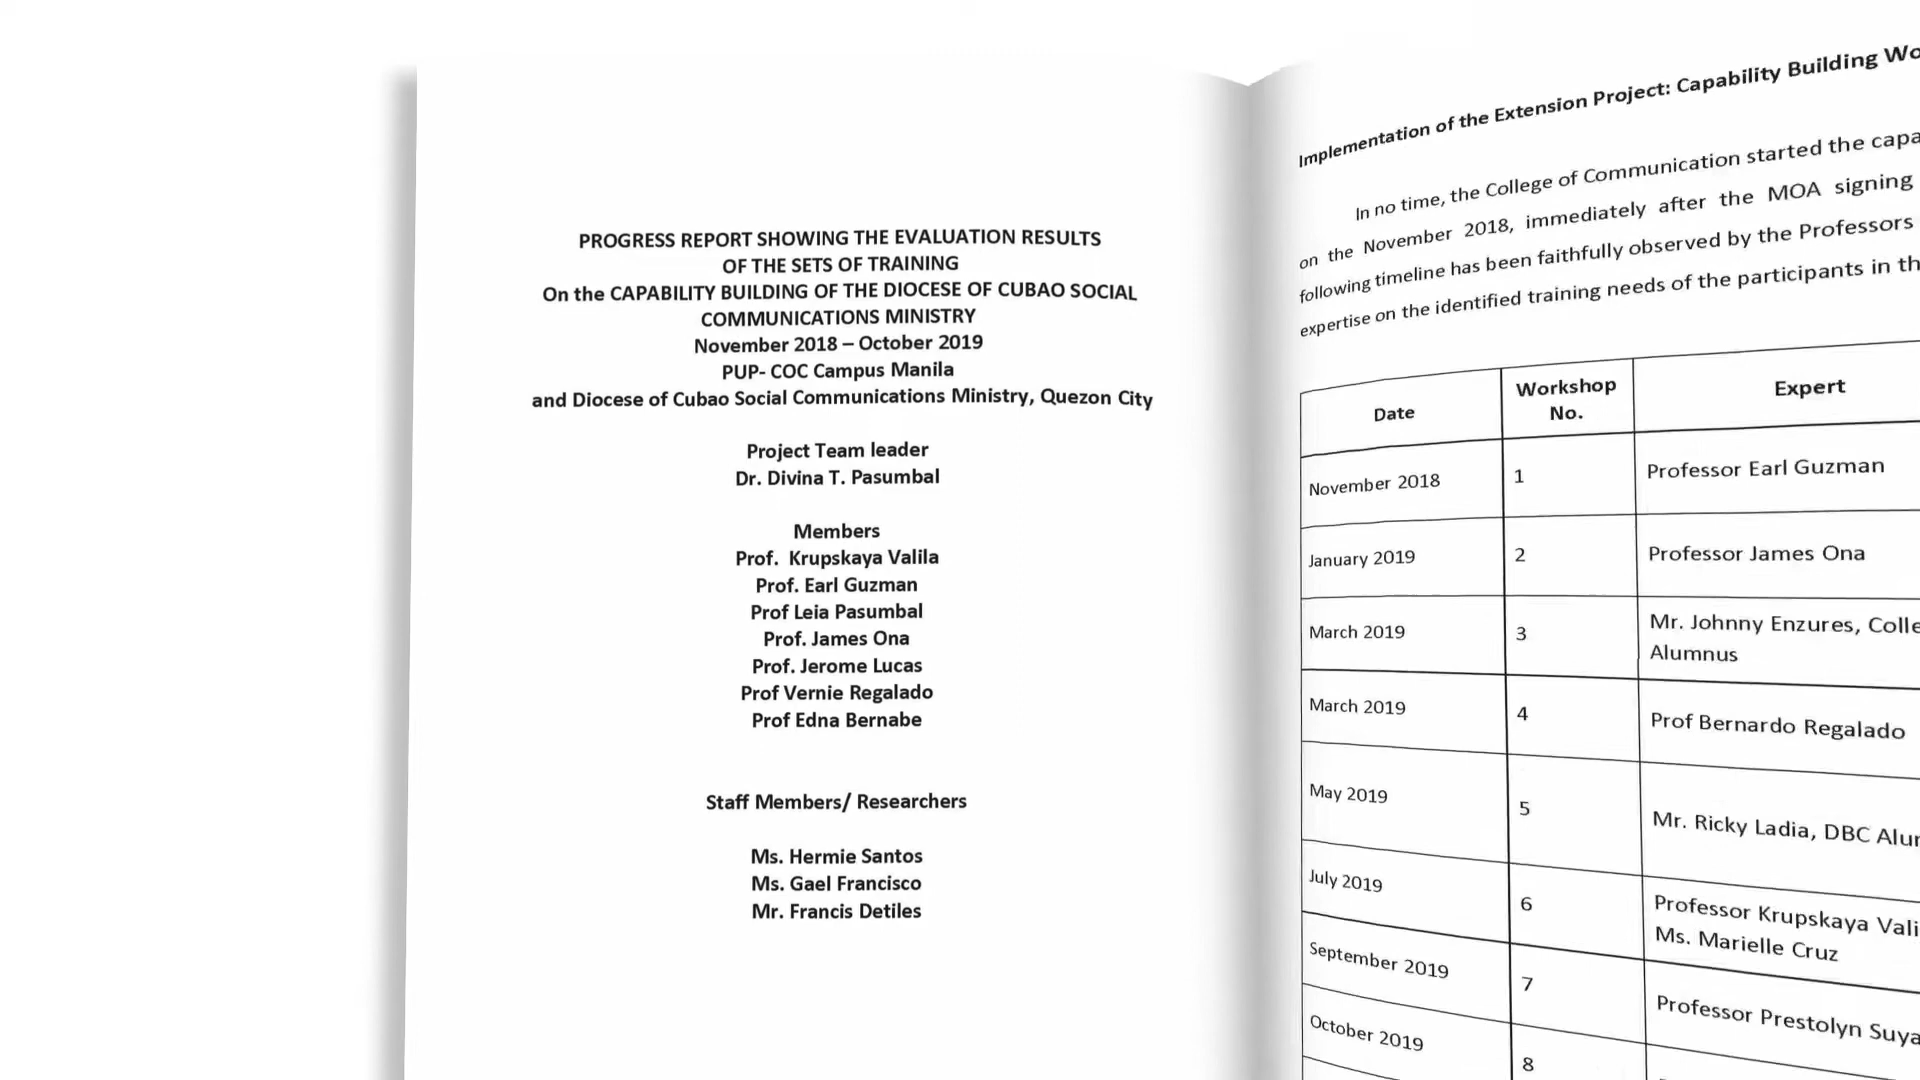 PROGRESS REPORT SHOWING THE EVALUATION RESULTS
OF THE SETS OF TRAINING
On the CAPABILITY BUILDING OF THE DIOCESE OF CUBAO SOCIAL
COMMUNICATIONS MINISTRY
November 2018 – October 2019
PUP- COC Campus Manila
and Diocese of Cubao Social Communications Ministry, Quezon City
Project Team leader
Dr. Divina T. Pasumbal
Members
Prof. Krupskaya Valila
Prof. Earl Guzman
Prof Leia Pasumbal
Prof. James Ona
Prof. Jerome Lucas
Prof Vernie Regalado
Prof Edna Bernabe
Staff Members/ Researchers
Ms. Hermie Santos
Ms. Gael Francisco
Mr. Francis Detiles
Implementation of the Extension Project: Capability Building
In no time, the College of Communication started the
on the November 2018, immediately after the MOA signing
following timeline has been faithfully observed by the Professors
expertise on the identified training needs of the participants in
Date Workshop No. Expert
November 2018 1 Professor Earl Guzman
January 2019 2 Professor James Ona
March 2019 3 Mr. Johnny Enzures,
Alumnus
March 2019 4 Prof Bernardo Regalado
May 2019 5 Mr. Ricky Ladia, DBC
July 2019 6 Professor Krupskaya
Ms. Marielle Cruz
September 2019 7 Professor Prestolyn
October 2019 8